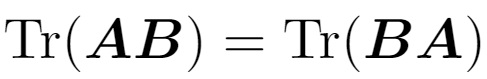 Tr(AB) = Tr(BA)